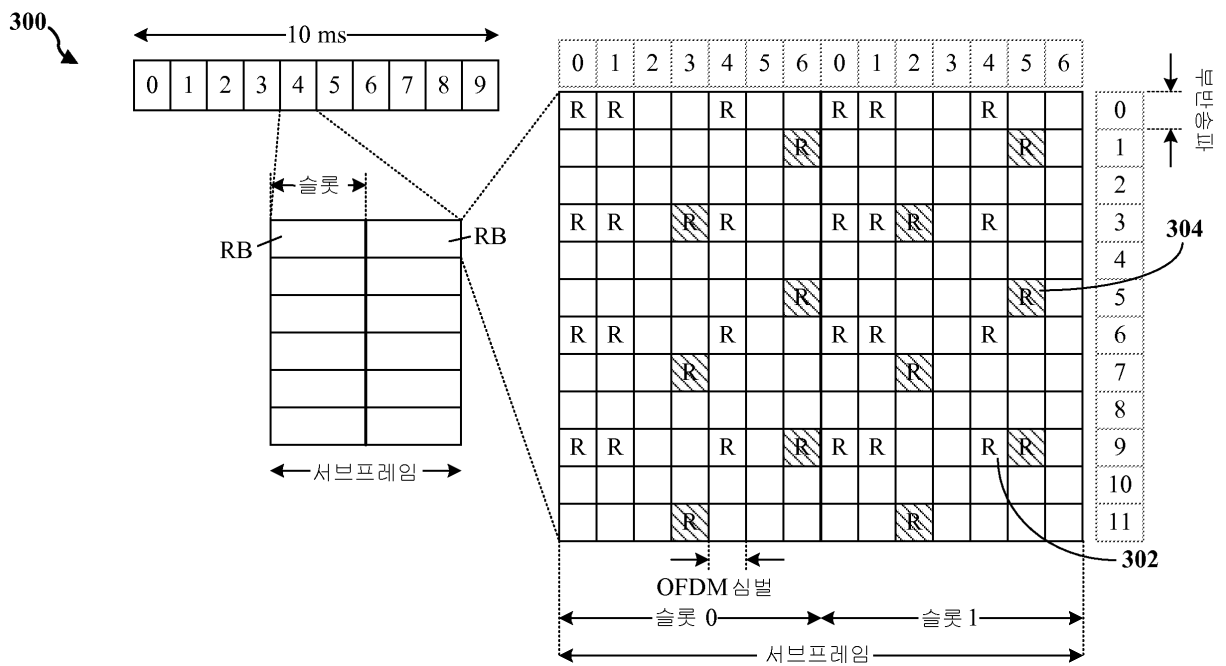 300
10 ms
0 1 2 3 4 5 6 7 8 9
슬롯
RB
RB
서브프레임
0 1 2 3 4 5 6 0 1 2 3 4 5 6
R R R R R R 0
R R 1
2
R R R R R R R R 3
4
R R 5
R R R R R R 6
R R 7
8
R R R R R R R R 9
10
R R 11
부반송파
304
302
OFDM 심벌
슬롯 0
슬롯 1
서브프레임